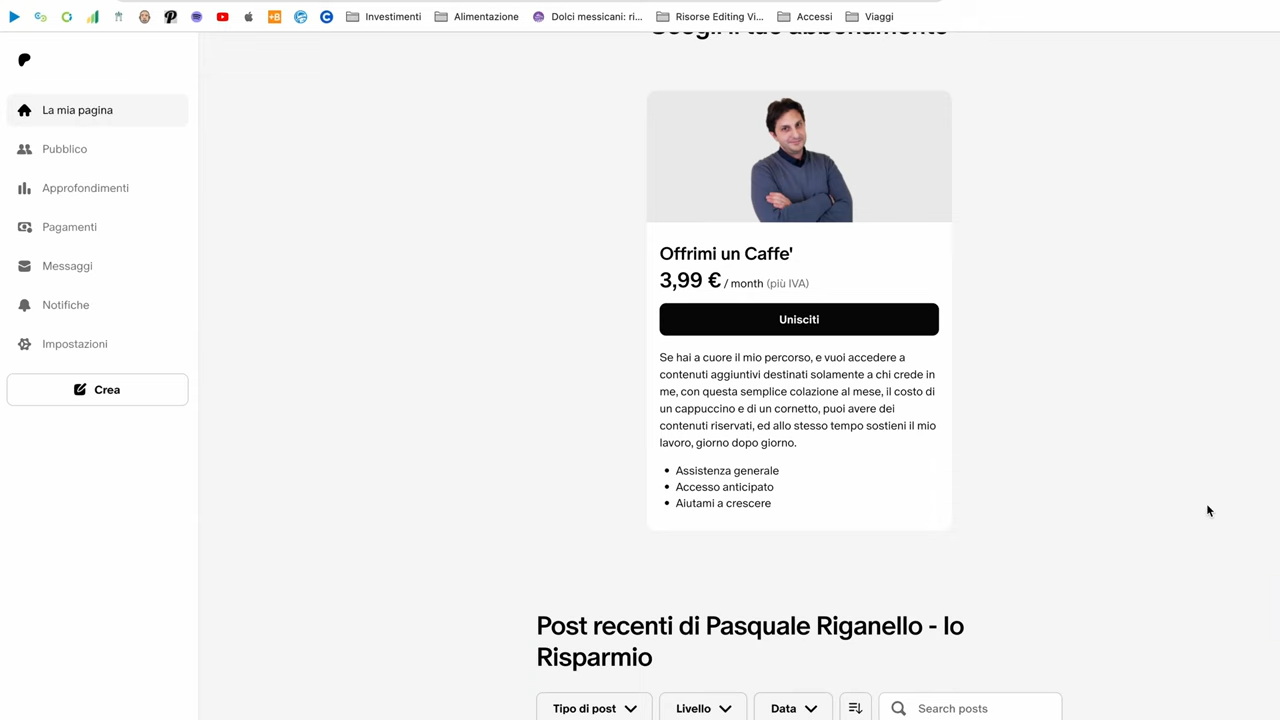 Investimenti
Alimentazione
Dolci messicani: ri...
Risorse Editing Vi...
Accessi
Viaggi
Scegli il tuo abbonamento
La mia pagina
Pubblico
Approfondimenti
Pagamenti
Messaggi
Notifiche
Impostazioni
Crea
Offrimi un Caffe'
3,99 € / month (più IVA)
Unisciti
Se hai a cuore il mio percorso, e vuoi accedere a
contenuti aggiuntivi destinati solamente a chi crede in
me, con questa semplice colazione al mese, il costo di
un cappuccino e di un cornetto, puoi avere dei
contenuti riservati, ed allo stesso tempo sostieni il mio
lavoro, giorno dopo giorno.
• Assistenza generale
• Accesso anticipato
• Aiutami a crescere
Post recenti di Pasquale Riganello - Io
Risparmio
Tipo di post
Livello
Data
Search posts